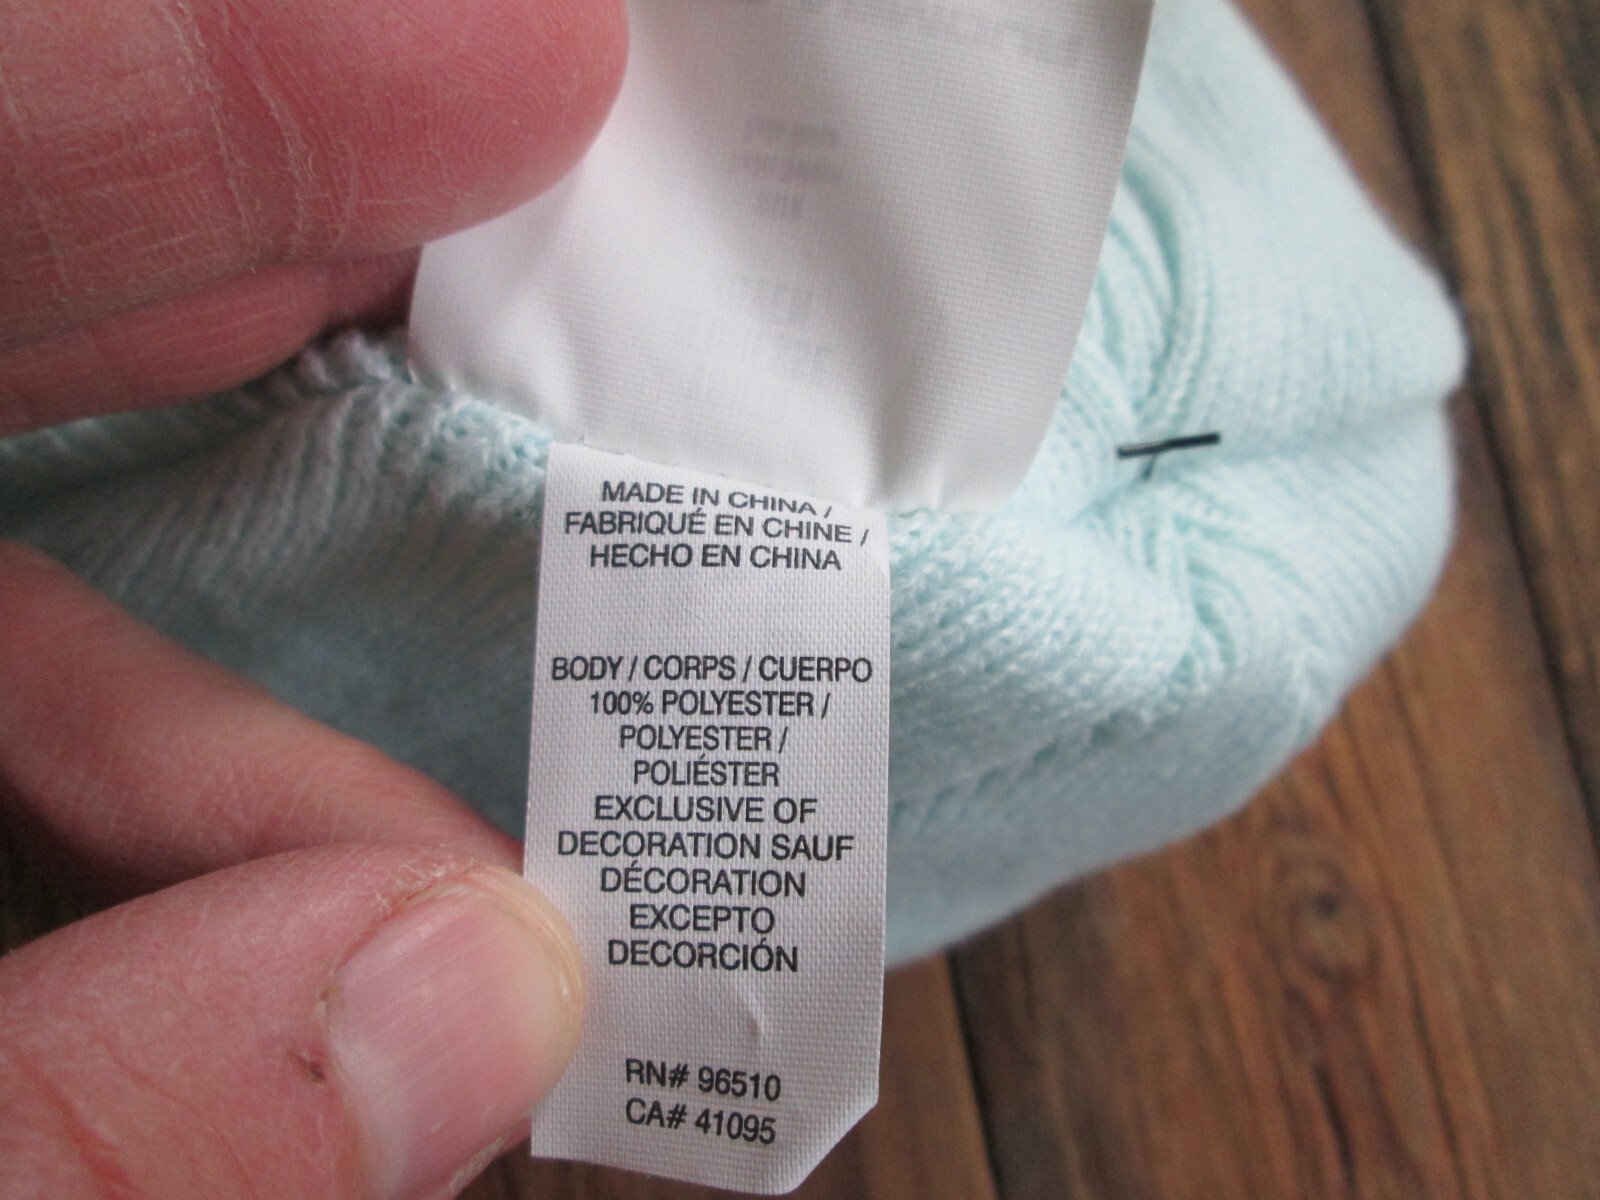 MADE IN CHINA /
FABRIQUÉ EN CHINE /
HECHO EN CHINA
BODY / CORPS / CUERPO
100% POLYESTER /
POLYESTER /
POLIÉSTER
EXCLUSIVE OF
DECORATION SAUF
DÉCORATION
EXCEPTO
DECORCIÓN
RN# 96510
CA# 41095